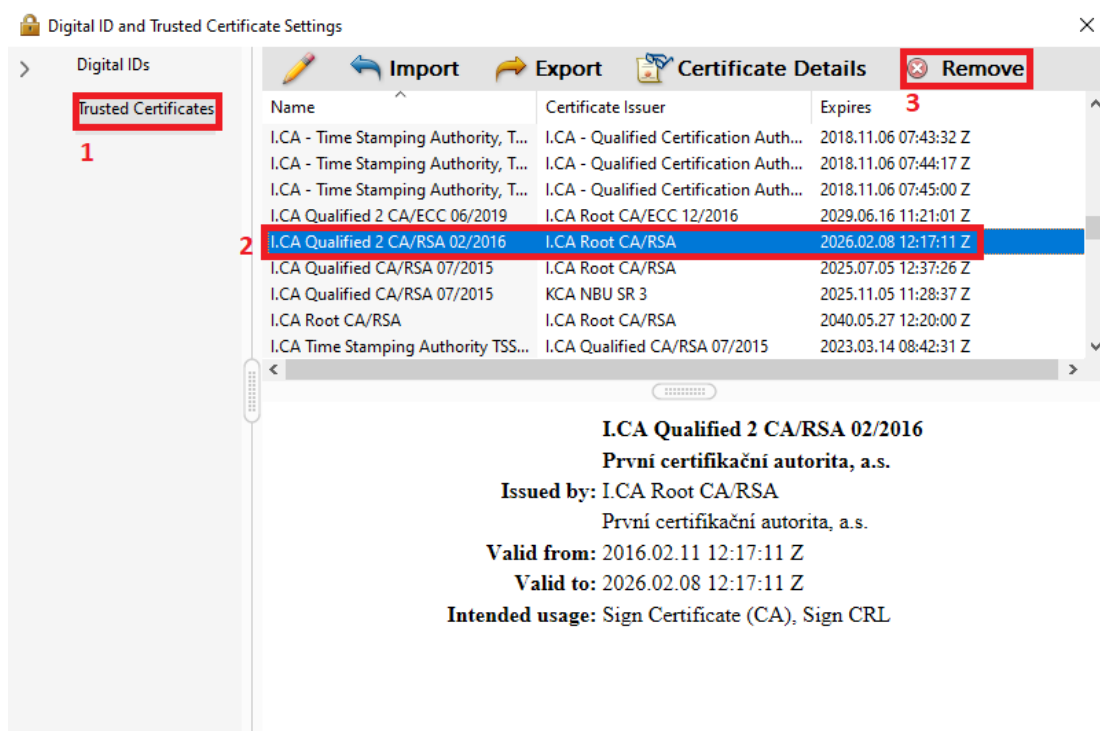 Digital ID and Trusted Certificate Settings
Digital IDs
Trusted Certificates
1
Import Export Certificate Details Remove
3
Name Certificate Issuer Expires
I.CA - Time Stamping Authority, T... I.CA - Qualified Certification Auth... 2018.11.06 07:43:32 Z
I.CA - Time Stamping Authority, T... I.CA - Qualified Certification Auth... 2018.11.06 07:44:17 Z
I.CA - Time Stamping Authority, T... I.CA - Qualified Certification Auth... 2018.11.06 07:45:00 Z
I.CA Qualified 2 CA/ECC 06/2019 I.CA Root CA/ECC 12/2016 2029.06.16 11:21:01 Z
2 I.CA Qualified 2 CA/RSA 02/2016 I.CA Root CA/RSA 2026.02.08 12:17:11 Z
I.CA Qualified CA/RSA 07/2015 I.CA Root CA/RSA 2025.07.05 12:37:26 Z
I.CA Qualified CA/RSA 07/2015 KCA NBU SR 3 2025.11.05 11:28:37 Z
I.CA Root CA/RSA I.CA Root CA/RSA 2040.05.27 12:20:00 Z
I.CA Time Stamping Authority TSS... I.CA Qualified CA/RSA 07/2015 2023.03.14 08:42:31 Z
I.CA Qualified 2 CA/RSA 02/2016
První certifikační autorita, a.s.
Issued by: I.CA Root CA/RSA
První certifikační autorita, a.s.
Valid from: 2016.02.11 12:17:11 Z
Valid to: 2026.02.08 12:17:11 Z
Intended usage: Sign Certificate (CA), Sign CRL